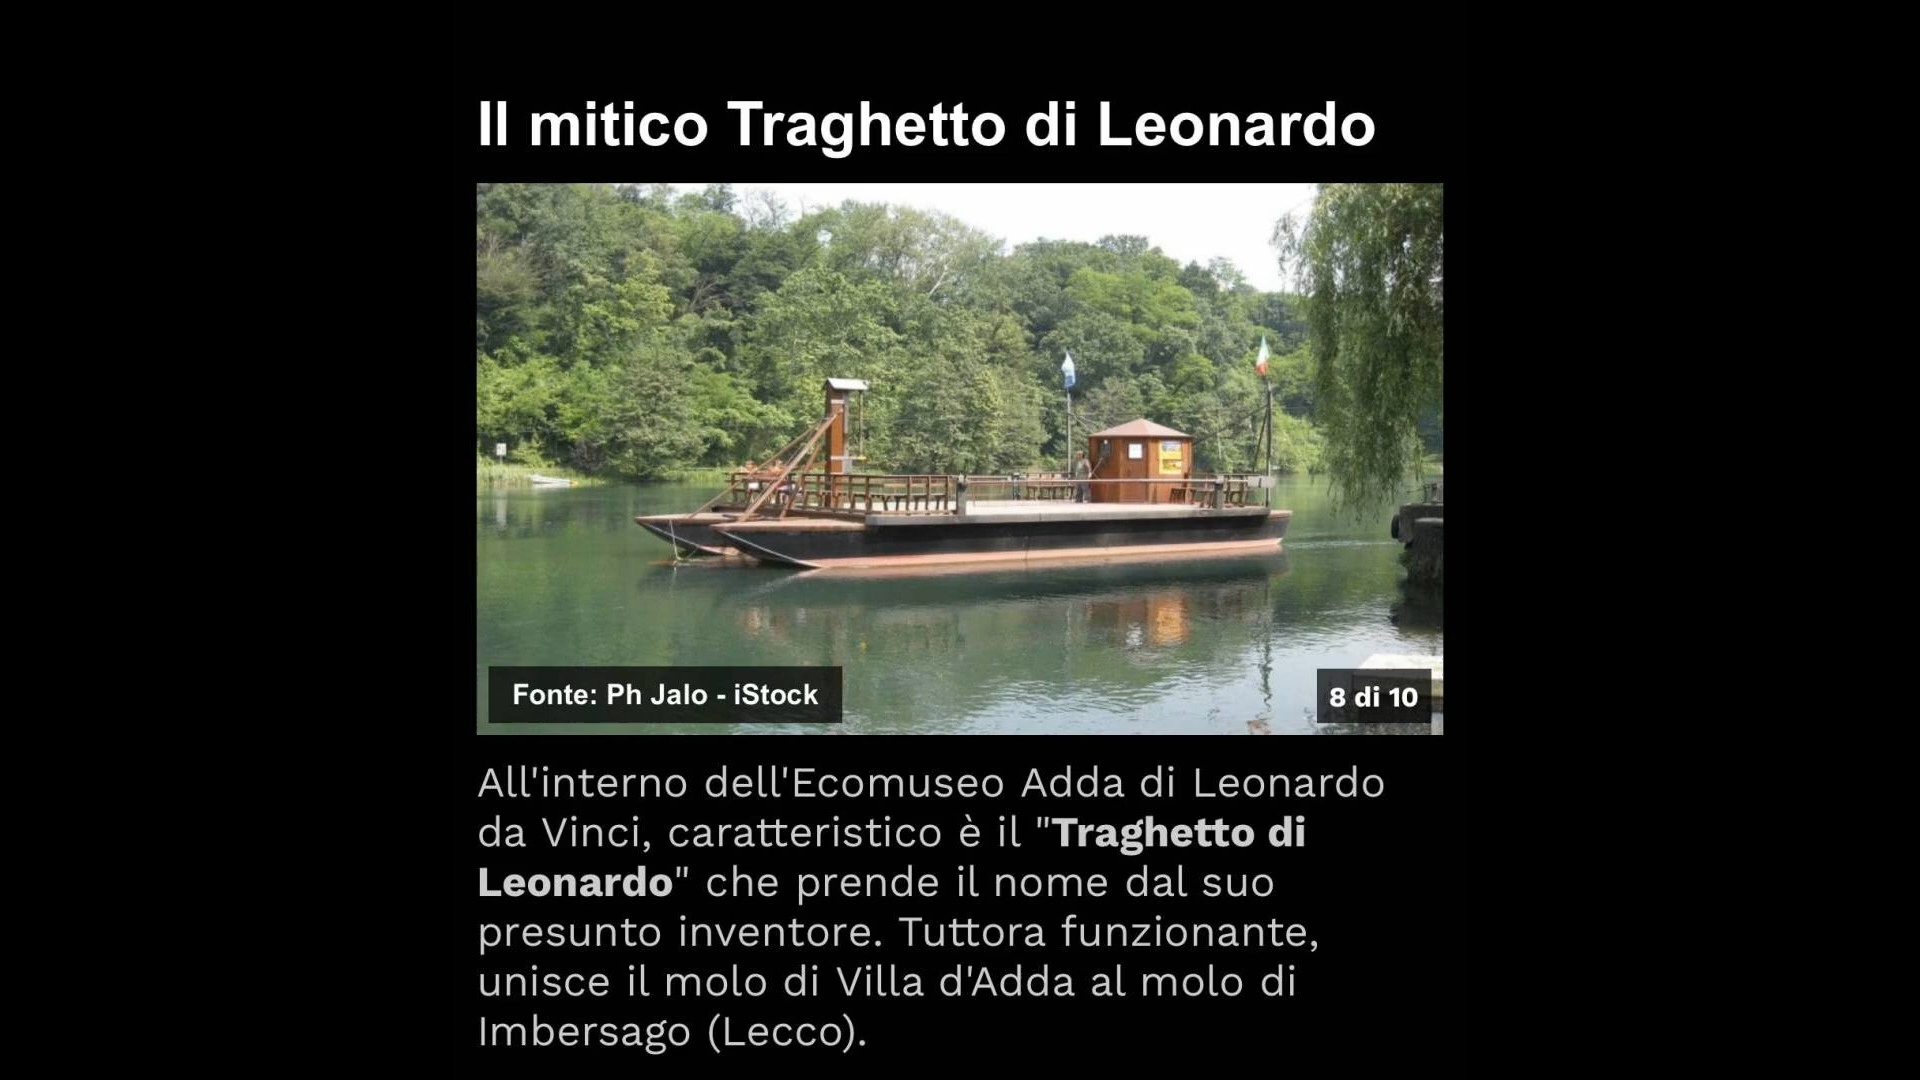 Il mitico Traghetto di Leonardo
Fonte: Ph Jalo - iStock
8 di 10
All'interno dell'Ecomuseo Adda di Leonardo
da Vinci, caratteristico è il "Traghetto di
Leonardo" che prende il nome dal suo
presunto inventore. Tuttora funzionante,
unisce il molo di Villa d'Adda al molo di
Imbersago (Lecco).